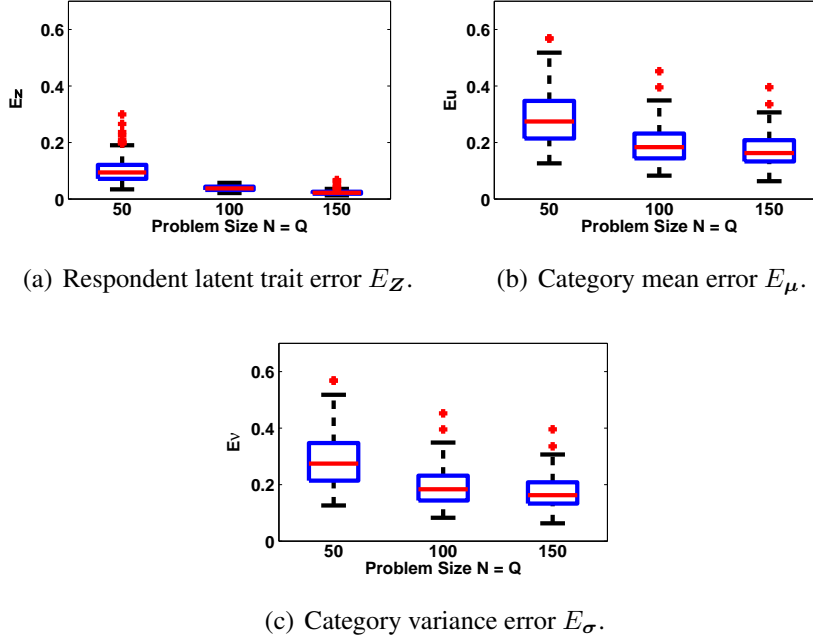 0.6
0.4
0.2
0
Ez
50 100 150
Problem Size N = Q
(a) Respondent latent trait error E_Z.
0.6
0.4
0.2
0
Eu
50 100 150
Problem Size N = Q
(b) Category mean error E_μ.
0.6
0.4
0.2
0
Eν
50 100 150
Problem Size N = Q
(c) Category variance error E_σ.